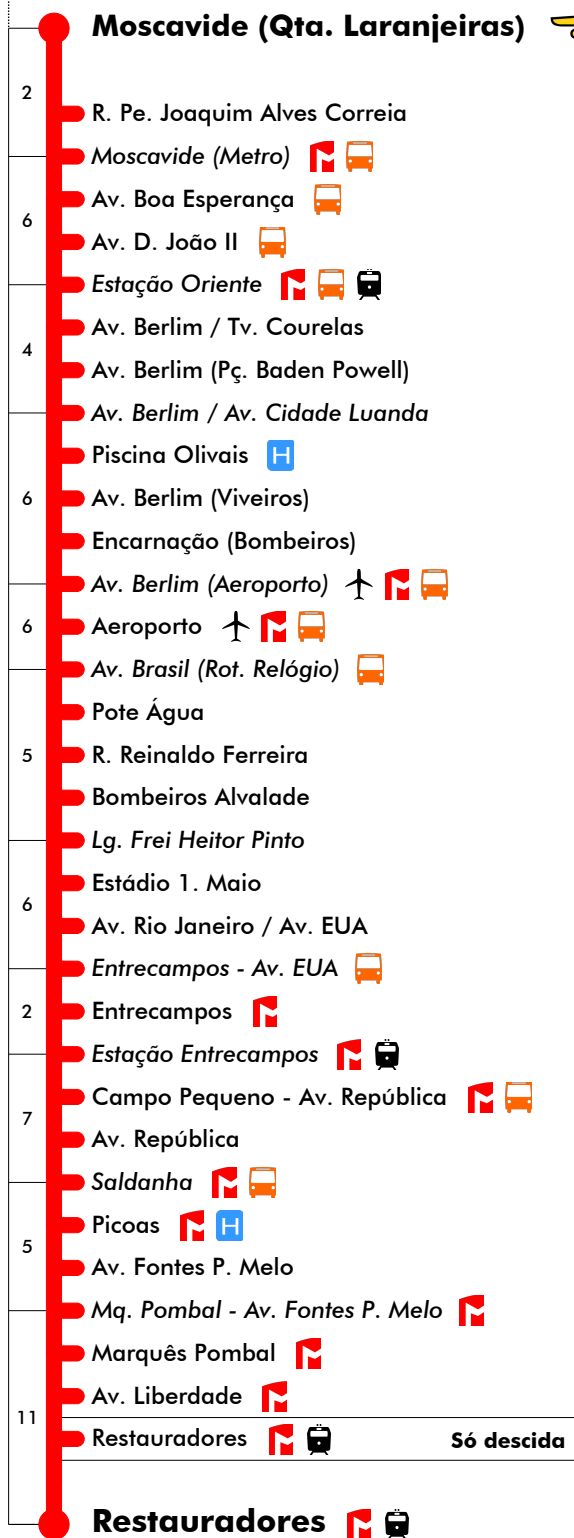 Moscavide (Qta. Laranjeiras)
2
R. Pe. Joaquim Alves Correia
Moscavide (Metro)
Av. Boa Esperança
6
Av. D. João II
Estação Oriente
Av. Berlim / Tv. Courelas
4
Av. Berlim (Pç. Baden Powell)
Av. Berlim / Av. Cidade Luanda
Piscina Olivais H
6
Av. Berlim (Viveiros)
Encarnação (Bombeiros)
Av. Berlim (Aeroporto)
6
Aeroporto
Av. Brasil (Rot. Relógio)
Pote Água
5
R. Reinaldo Ferreira
Bombeiros Alvalade
Lg. Frei Heitor Pinto
Estádio 1. Maio
6
Av. Rio Janeiro / Av. EUA
Entrecampos - Av. EUA
2
Entrecampos
Estação Entrecampos
Campo Pequeno - Av. República
7
Av. República
Saldanha
Picoas H
5
Av. Fontes P. Melo
Mq. Pombal - Av. Fontes P. Melo
Marquês Pombal
Av. Liberdade
11
Restauradores Só descida
Restauradores